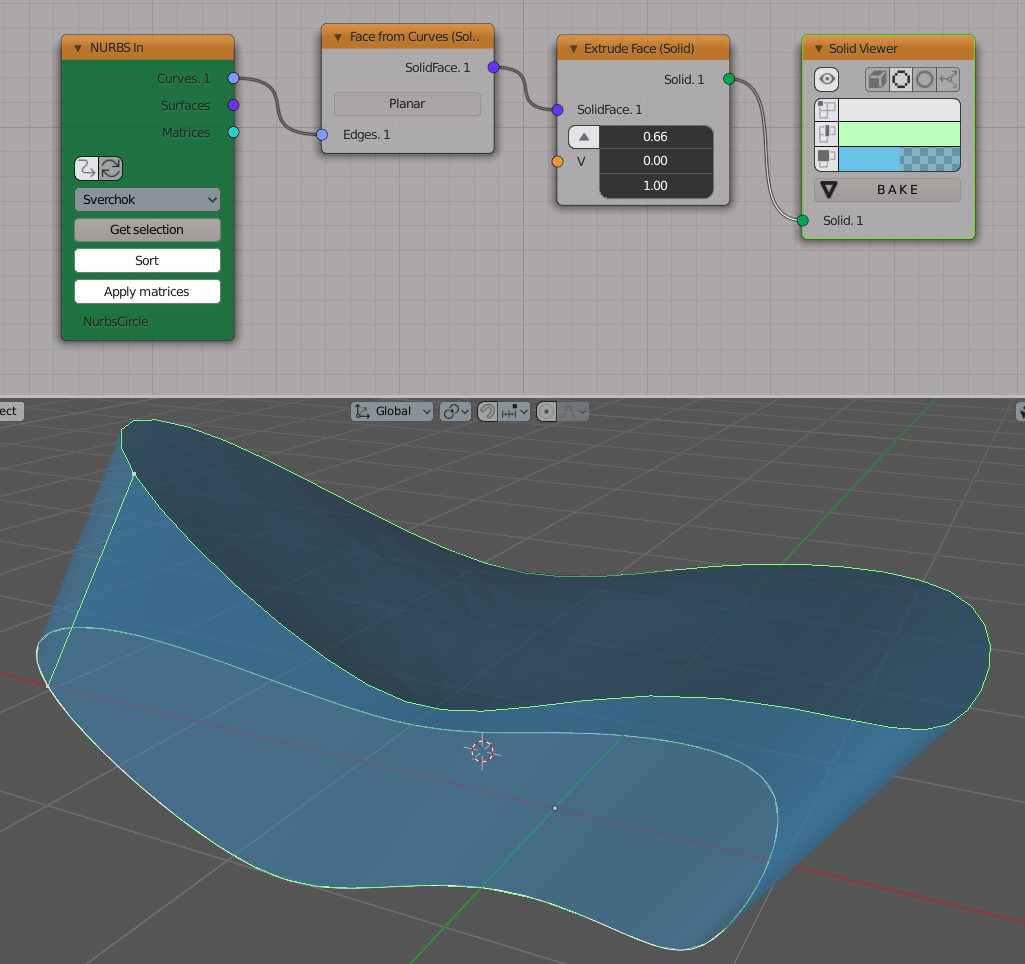 NURBS In
Curves. 1
Surfaces
Matrices
Sverchok
Get selection
Sort
Apply matrices
NurbsCircle
Face from Curves (Sol..
SolidFace. 1
Planar
Edges. 1
Extrude Face (Solid)
Solid. 1
SolidFace. 1
V
0.66
0.00
1.00
Solid Viewer
BAKE
Solid. 1
ect
Global